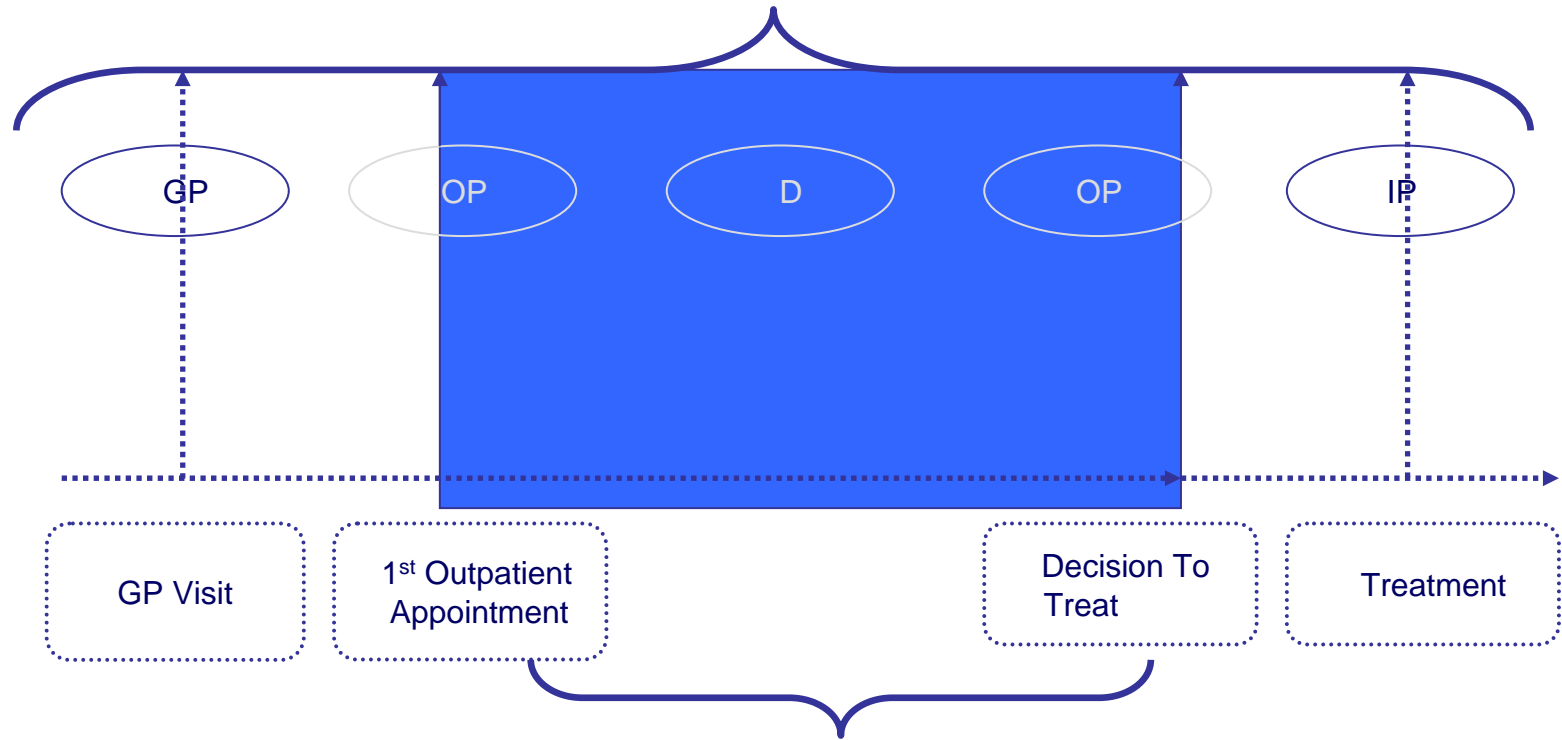 GP OP D OP IP
GP Visit
1st Outpatient
Appointment
Decision To
Treat
Treatment